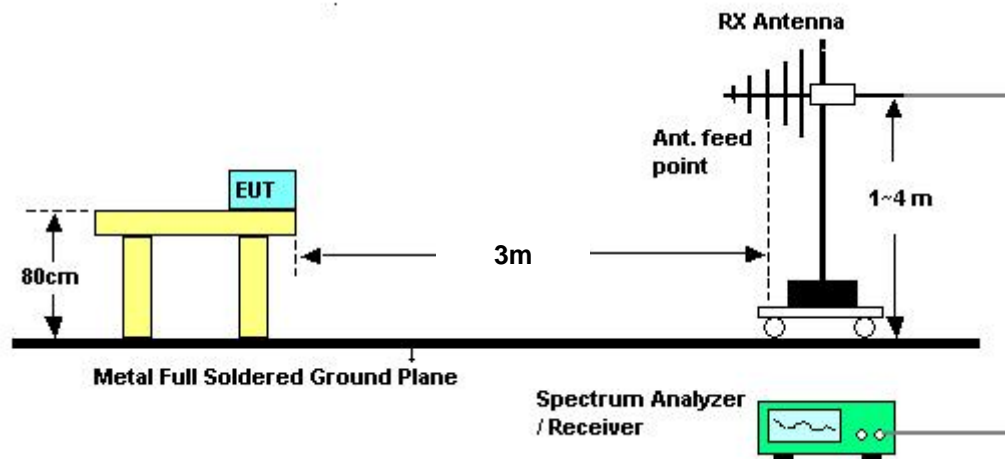 RX Antenna
Ant. feed
point
EUT
1~4 m
3m
80cm
Metal Full Soldered Ground Plane
Spectrum Analyzer
/ Receiver